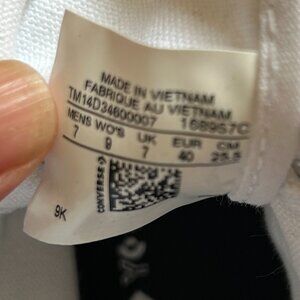 MADE IN VIETNAM
FABRIQUE AU VIETNAM
TM14D34600007 168957C
MENS WO'S UK EUR CM
7 9 7 40 25.5
CONVERSE
9K